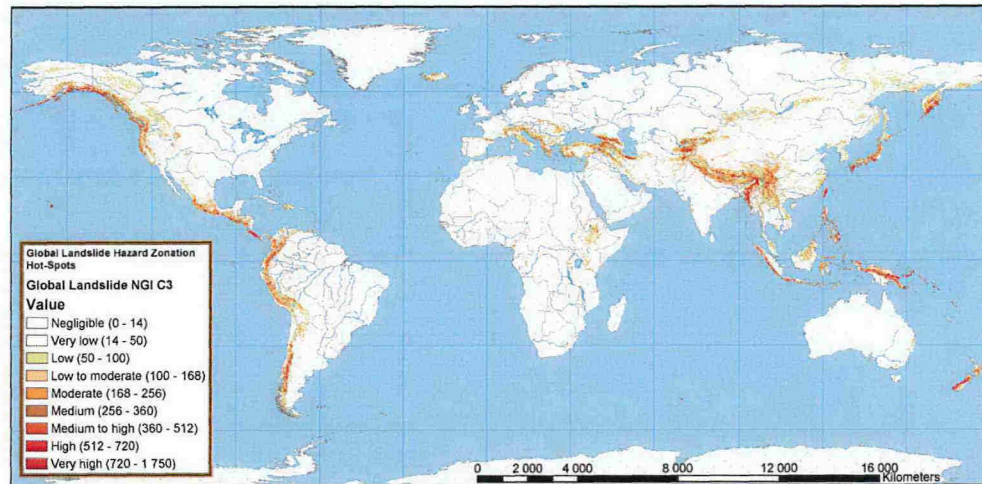 Global Landslide Hazard Zonation
Hot-Spots
Global Landslide NGI C3
Value
Negligible (0 - 14)
Very low (14 - 50)
Low (50 - 100)
Low to moderate (100 - 168)
Moderate (168 - 256)
Medium (256 - 360)
Medium to high (360 - 512)
High (512 - 720)
Very high (720 - 1 750)
0 2 000 4 000 8 000 12 000 16 000
Kilometers